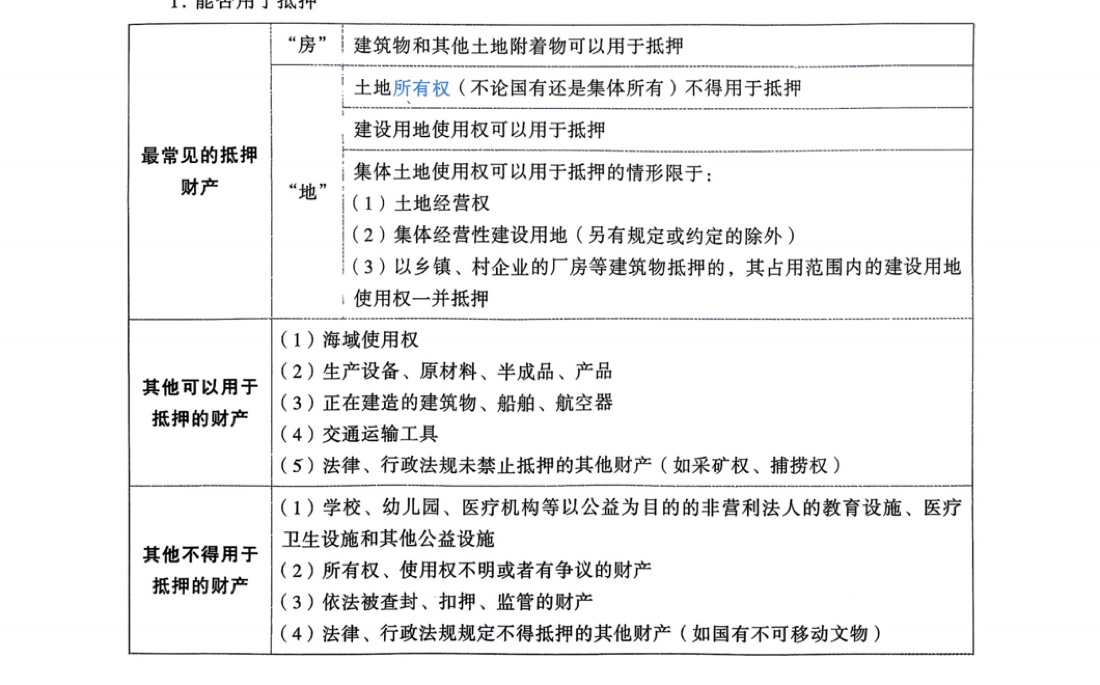 1. 能否用于抵押
“房”
建筑物和其他土地附着物可以用于抵押
最常见的抵押
财产
“地”
土地所有权（不论国有还是集体所有）不得用于抵押
建设用地使用权可以用于抵押
集体土地使用权可以用于抵押的情形限于：
（1）土地经营权
（2）集体经营性建设用地（另有规定或约定的除外）
（3）以乡镇、村企业的厂房等建筑物抵押的，其占用范围内的建设用地
使用权一并抵押
其他可以用于
抵押的财产
（1）海域使用权
（2）生产设备、原材料、半成品、产品
（3）正在建造的建筑物、船舶、航空器
（4）交通运输工具
（5）法律、行政法规未禁止抵押的其他财产（如采矿权、捕捞权）
其他不得用于
抵押的财产
（1）学校、幼儿园、医疗机构等以公益为目的的非营利法人的教育设施、医疗
卫生设施和其他公益设施
（2）所有权、使用权不明或者有争议的财产
（3）依法被查封、扣押、监管的财产
（4）法律、行政法规规定不得抵押的其他财产（如国有不可移动文物）